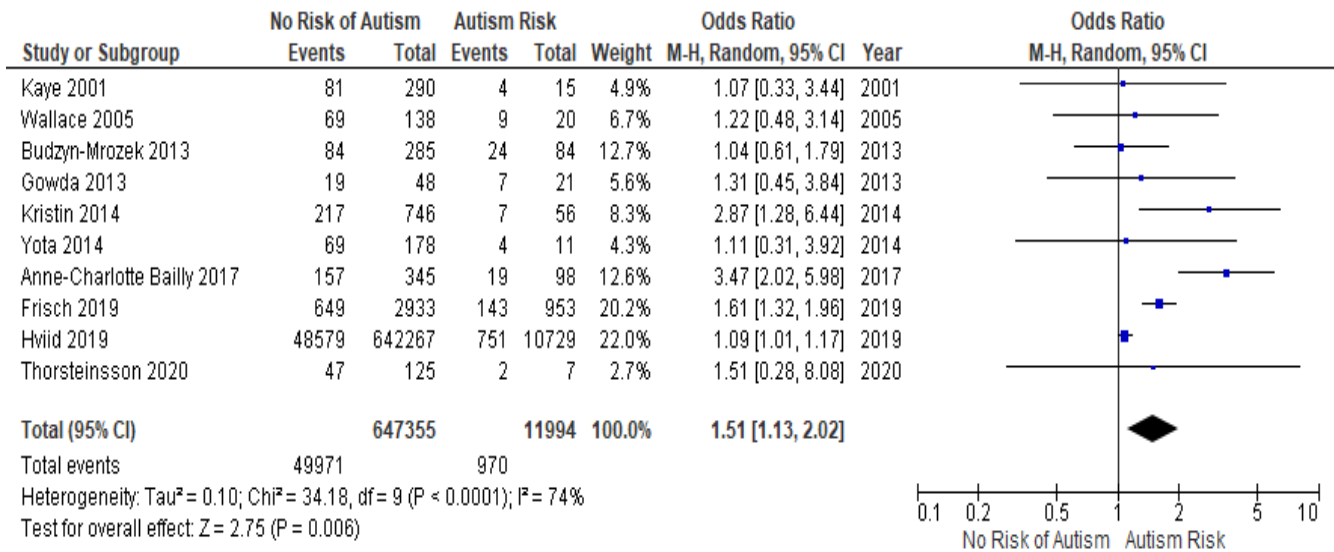 No Risk of Autism Autism Risk Odds Ratio Odds Ratio
Study or Subgroup Events Total Events Total Weight M-H, Random, 95% CI Year M-H, Random, 95% CI
Kaye 2001 81 290 4 15 4.9% 1.07 [0.33, 3.44] 2001
Wallace 2005 69 138 9 20 6.7% 1.22 [0.48, 3.14] 2005
Budzyn-Mrozek 2013 84 285 24 84 12.7% 1.04 [0.61, 1.79] 2013
Gowda 2013 19 48 7 21 5.6% 1.31 [0.45, 3.84] 2013
Kristin 2014 217 746 7 56 8.3% 2.87 [1.28, 6.44] 2014
Yota 2014 69 178 4 11 4.3% 1.11 [0.31, 3.92] 2014
Anne-Charlotte Bailly 2017 157 345 19 98 12.6% 3.47 [2.02, 5.98] 2017
Frisch 2019 649 2933 143 953 20.2% 1.61 [1.32, 1.96] 2019
Hviid 2019 48579 642267 751 10729 22.0% 1.09 [1.01, 1.17] 2019
Thorsteinsson 2020 47 125 2 7 2.7% 1.51 [0.28, 8.08] 2020
Total (95% CI) 647355 11994 100.0% 1.51 [1.13, 2.02]
Total events 49971 970
Heterogeneity: Tau² = 0.10; Chi² = 34.18, df = 9 (P < 0.0001); I² = 74%
Test for overall effect: Z = 2.75 (P = 0.006)
0.1 0.2 0.5 1 2 5 10
No Risk of Autism Autism Risk